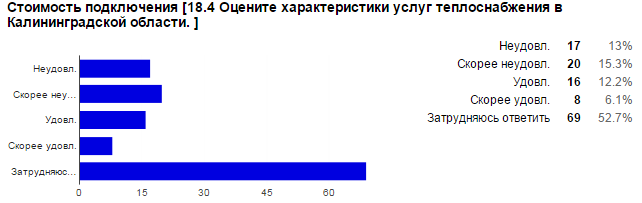 Стоимость подключения [18.4 Оцените характеристики услуг теплоснабжения в
Калининградской области. ]
Неудовл.
Скорее неу...
Удовл.
Скорее удовл.
Затрудняюс...
0 15 30 45 60
Неудовл. 17 13%
Скорее неудовл. 20 15.3%
Удовл. 16 12.2%
Скорее удовл. 8 6.1%
Затрудняюсь ответить 69 52.7%